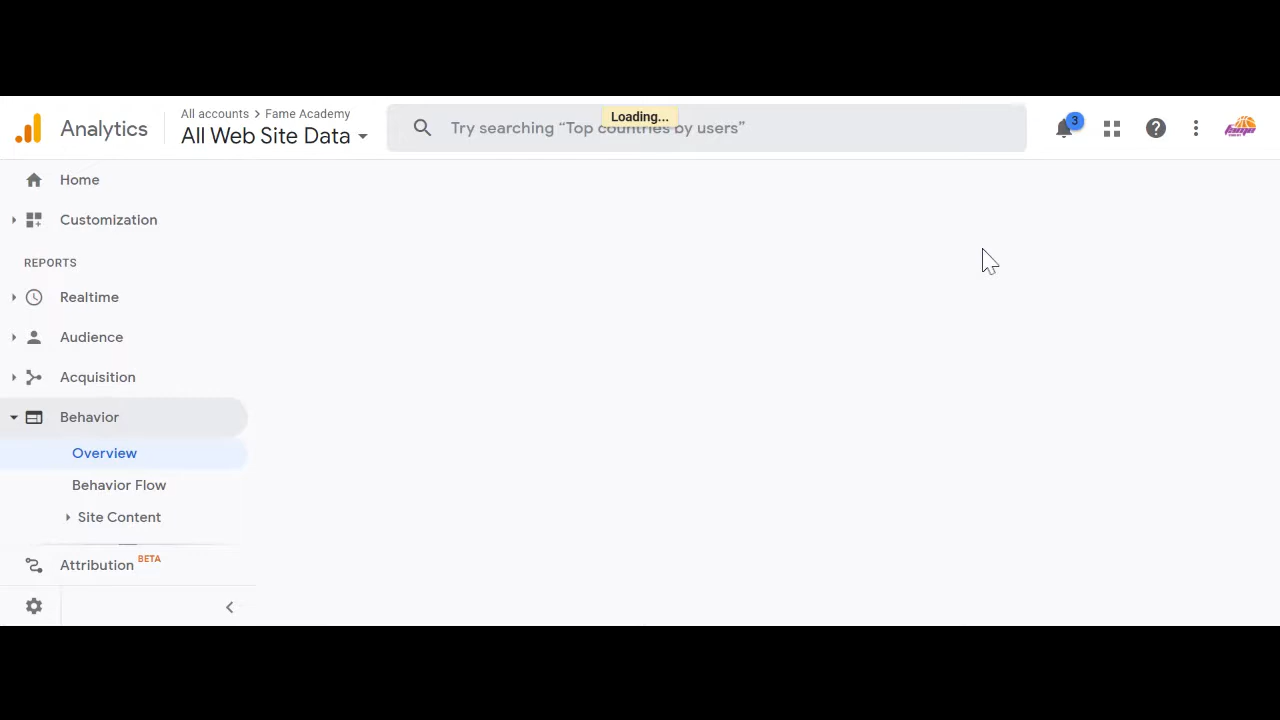 Analytics
All accounts > Fame Academy
All Web Site Data
Try searching “Top countries by users”
Loading...
3
Home
Customization
REPORTS
Realtime
Audience
Acquisition
Behavior
Overview
Behavior Flow
Site Content
Attribution BETA